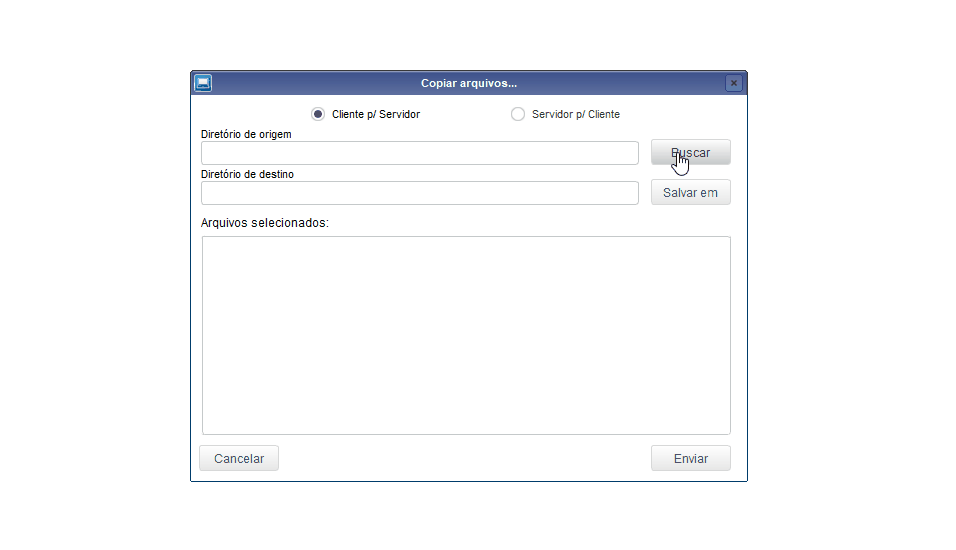 Copiar arquivos...
Cliente p/ Servidor
Servidor p/ Cliente
Diretório de origem
Buscar
Diretório de destino
Salvar em
Arquivos selecionados:
Cancelar
Enviar